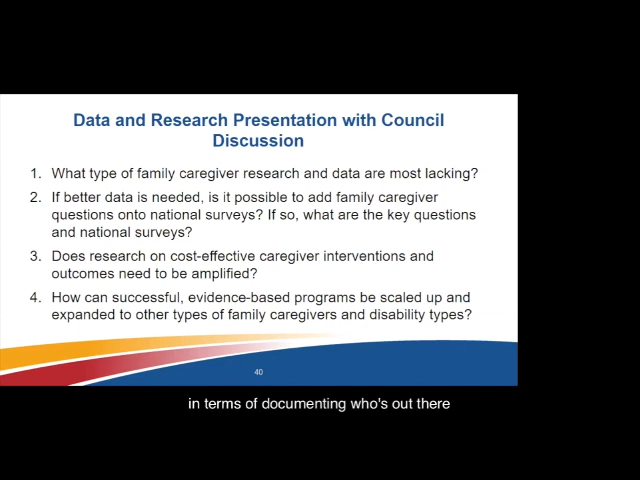 Data and Research Presentation with Council
Discussion
1. What type of family caregiver research and data are most lacking?
2. If better data is needed, is it possible to add family caregiver
questions onto national surveys? If so, what are the key questions
and national surveys?
3. Does research on cost-effective caregiver interventions and
outcomes need to be amplified?
4. How can successful, evidence-based programs be scaled up and
expanded to other types of family caregivers and disability types?
40
in terms of documenting who's out there